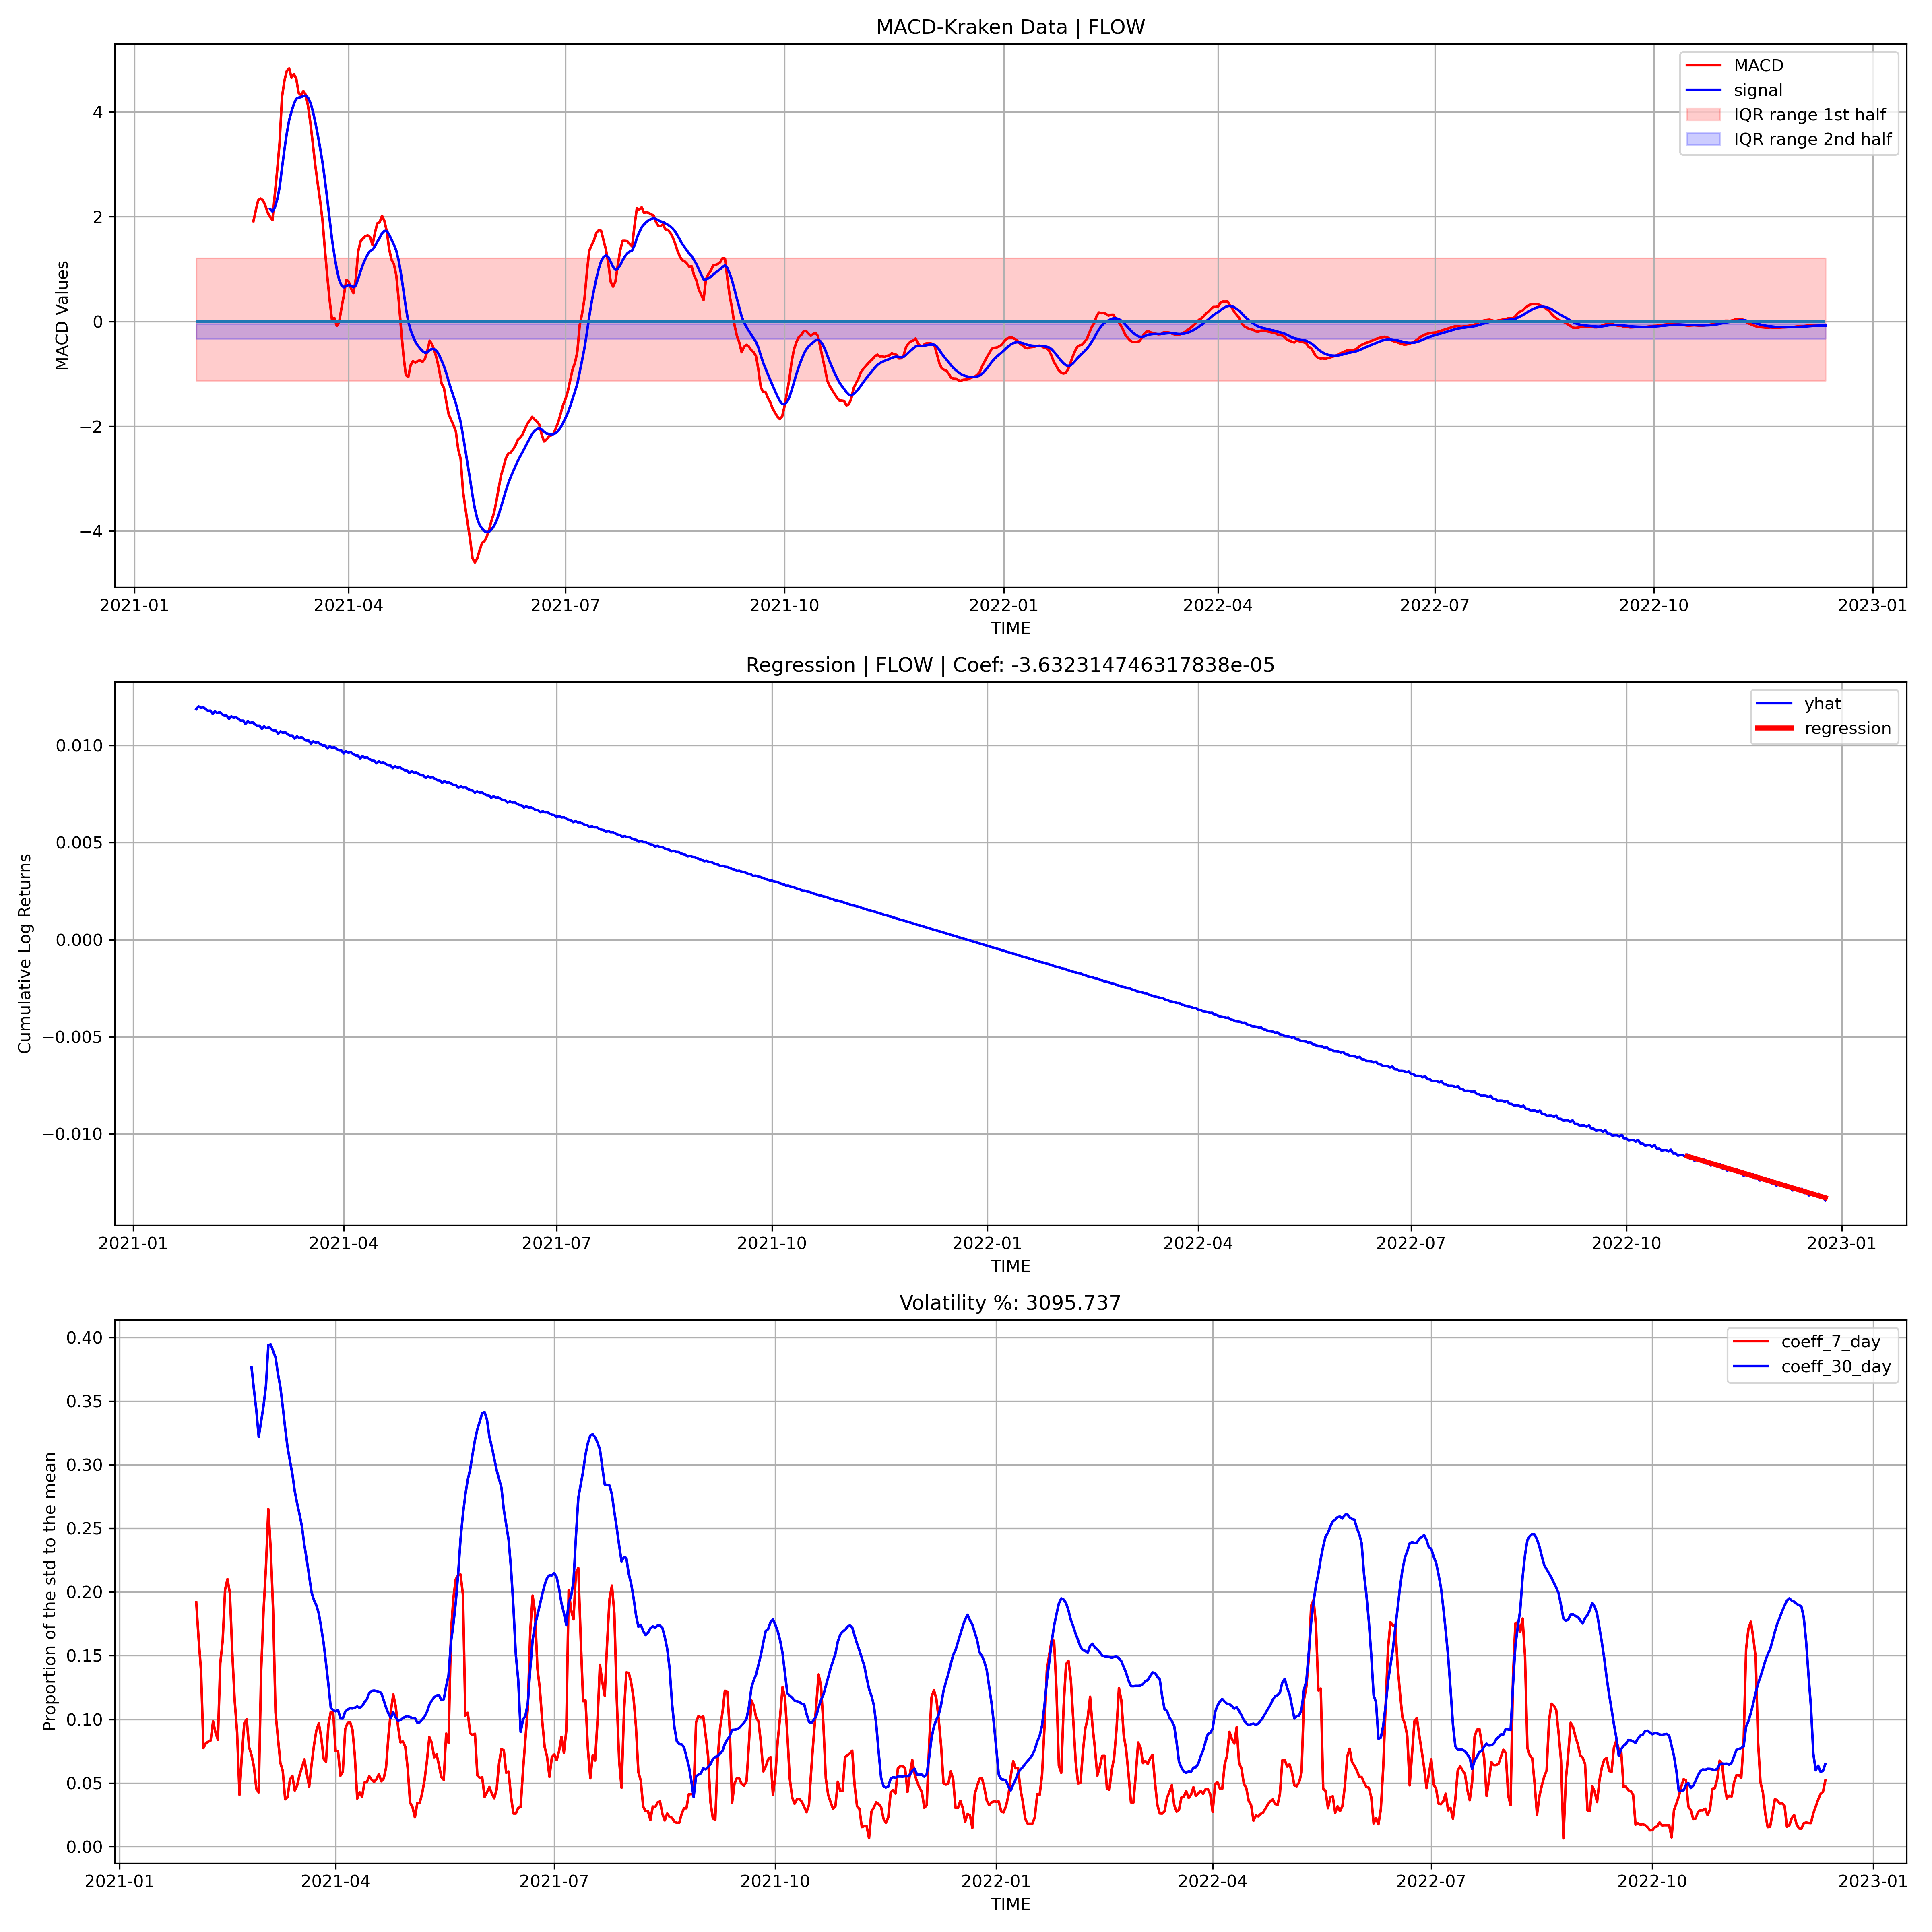 MACD-Kraken Data | FLOW
MACD
signal
IQR range 1st half
IQR range 2nd half
MACD Values
4
2
0
−2
−4
2021-01 2021-04 2021-07 2021-10 2022-01 2022-04 2022-07 2022-10 2023-01
TIME
Regression | FLOW | Coef: -3.632314746317838e-05
yhat
regression
Cumulative Log Returns
0.010
0.005
0.000
−0.005
−0.010
2021-01 2021-04 2021-07 2021-10 2022-01 2022-04 2022-07 2022-10 2023-01
TIME
Volatility %: 3095.737
coeff_7_day
coeff_30_day
Proportion of the std to the mean
0.40
0.35
0.30
0.25
0.20
0.15
0.10
0.05
0.00
2021-01 2021-04 2021-07 2021-10 2022-01 2022-04 2022-07 2022-10 2023-01
TIME